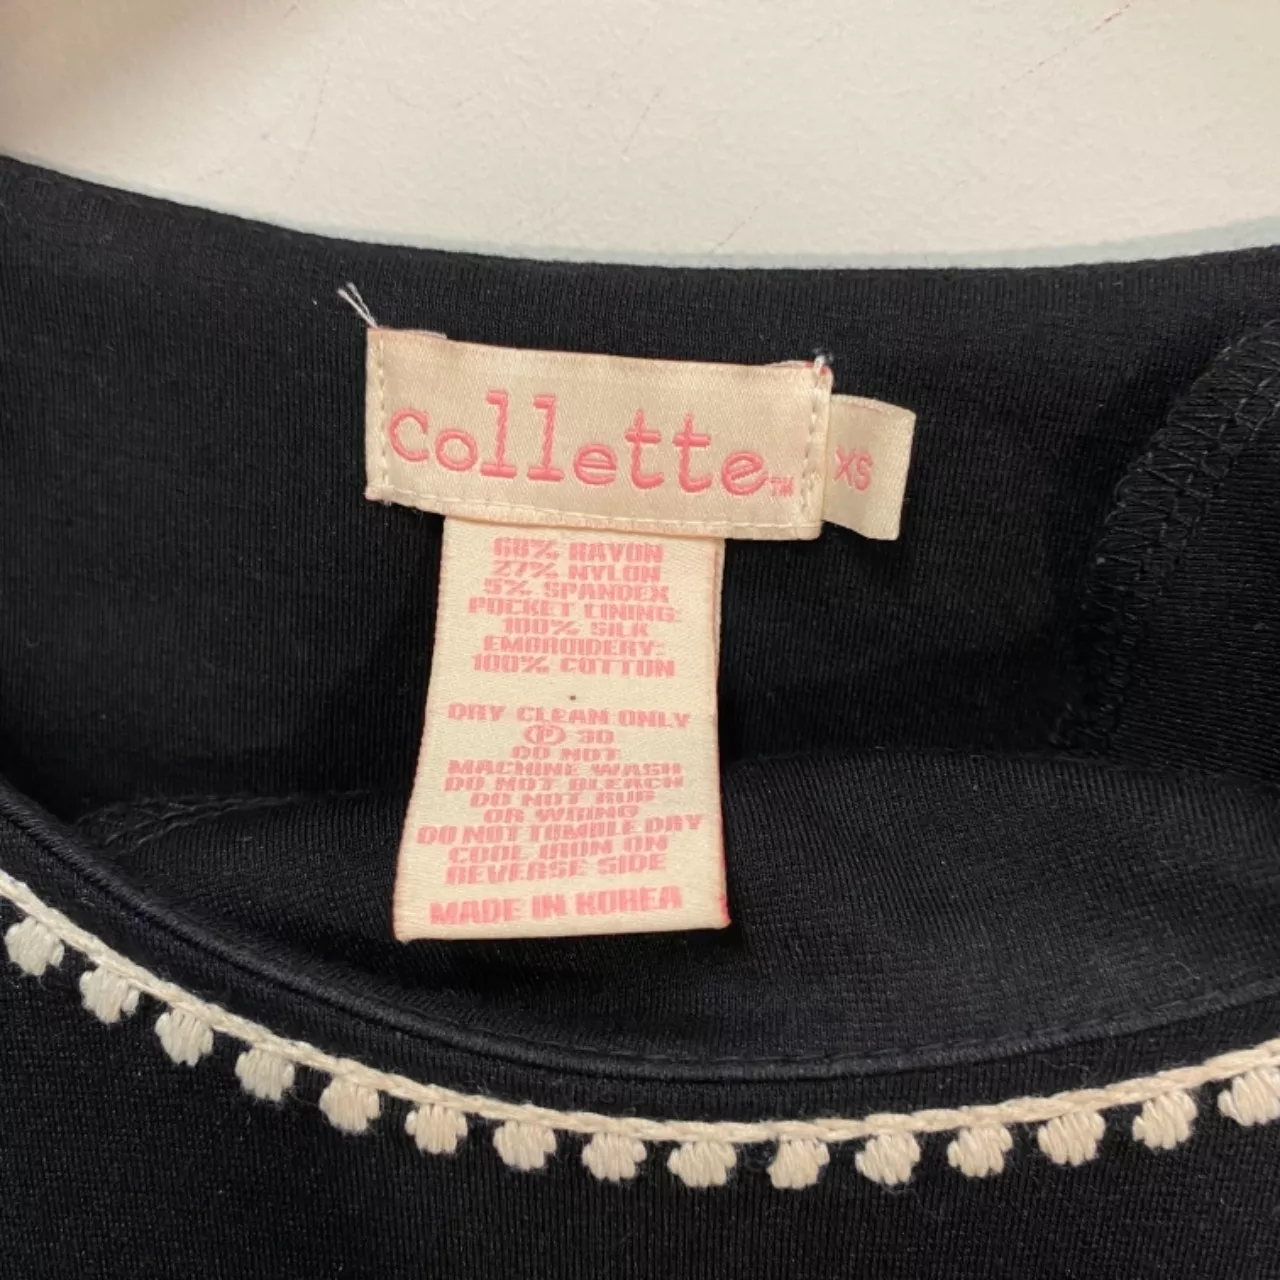 collette™
XS
68% RAYON
27% NYLON
5% SPANDEX
POCKET LINING:
100% SILK
EMBROIDERY:
100% COTTON
DRY CLEAN ONLY
Ⓟ 30
DO NOT
MACHINE WASH
DO NOT BLEACH
DO NOT RUB
OR WRING
DO NOT TUMBLE DRY
COOL IRON ON
REVERSE SIDE
MADE IN KOREA